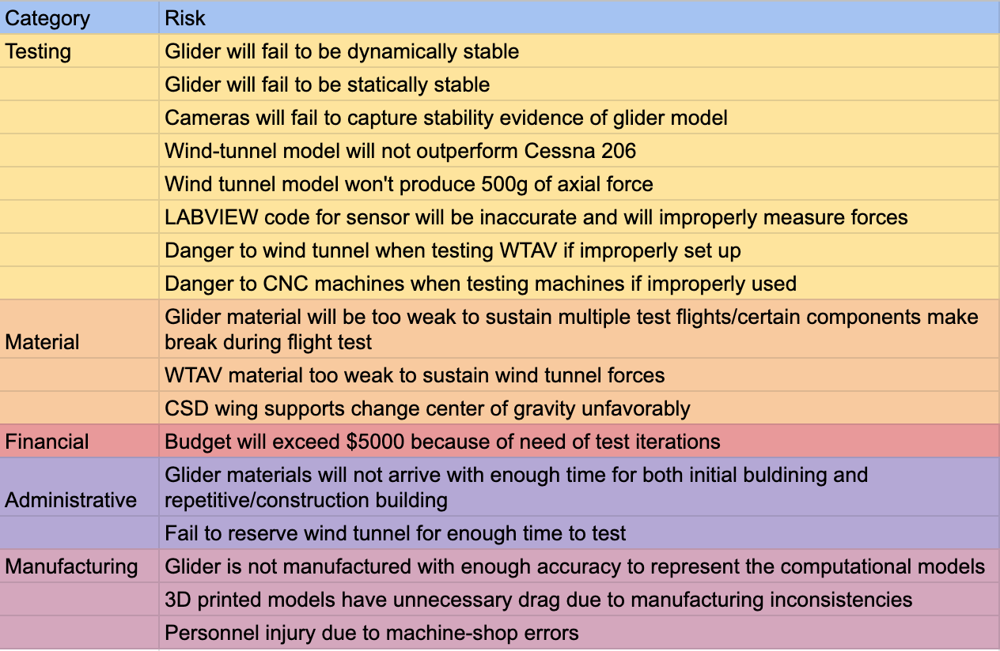 Category Risk
Testing Glider will fail to be dynamically stable
Glider will fail to be statically stable
Cameras will fail to capture stability evidence of glider model
Wind-tunnel model will not outperform Cessna 206
Wind tunnel model won't produce 500g of axial force
LABVIEW code for sensor will be inaccurate and will improperly measure forces
Danger to wind tunnel when testing WTAV if improperly set up
Danger to CNC machines when testing machines if improperly used
Glider material will be too weak to sustain multiple test flights/certain components make
Material break during flight test
WTAV material too weak to sustain wind tunnel forces
CSD wing supports change center of gravity unfavorably
Financial Budget will exceed $5000 because of need of test iterations
Glider materials will not arrive with enough time for both initial buldining and
Administrative repetitive/construction building
Fail to reserve wind tunnel for enough time to test
Manufacturing Glider is not manufactured with enough accuracy to represent the computational models
3D printed models have unnecessary drag due to manufacturing inconsistencies
Personnel injury due to machine-shop errors